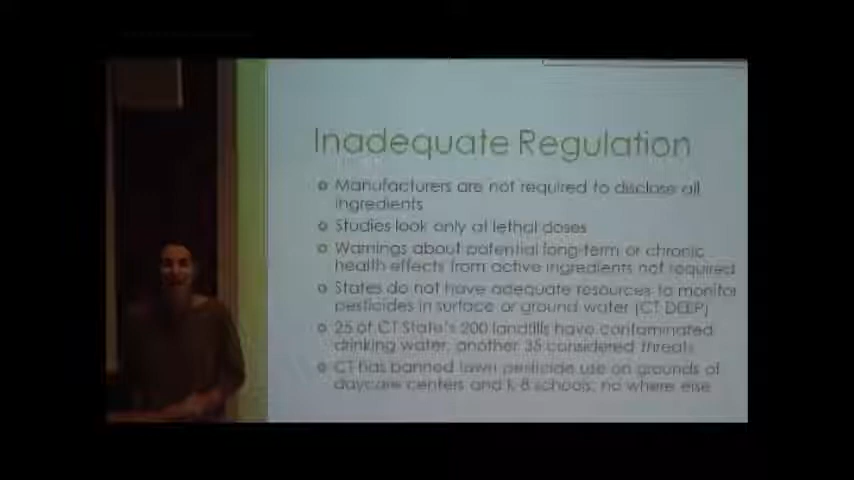 Inadequate Regulation
Manufacturers are not required to disclose all
ingredients
Studies look only at lethal doses
Warnings about potential long-term or chronic
health effects from active ingredients not required
States do not have adequate resources to monitor
pesticides in surface or ground water (CT DEEP)
25 of CT State's 200 landfills have contaminated
drinking water, another 35 considered threats
CT has banned lawn pesticide use on grounds of
daycare centers and k-8 schools; no where else